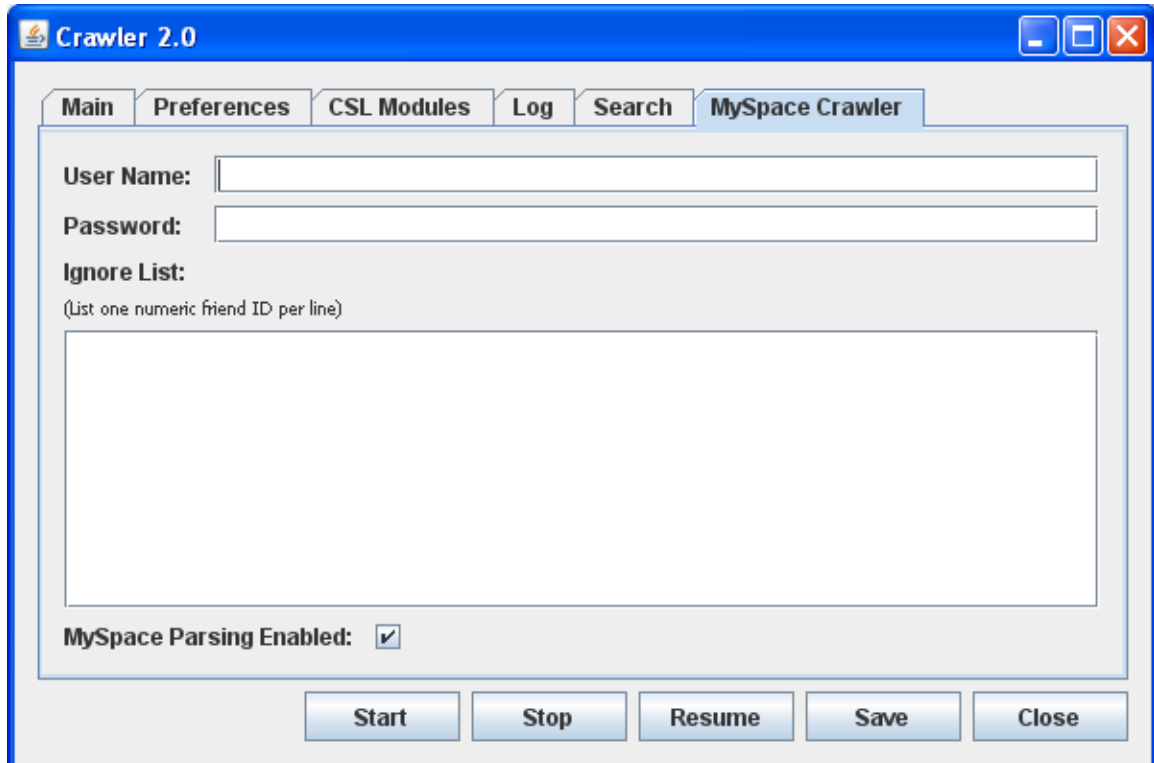 Crawler 2.0
Main Preferences CSL Modules Log Search MySpace Crawler
User Name:
Password:
Ignore List:
(List one numeric friend ID per line)
MySpace Parsing Enabled:
Start Stop Resume Save Close